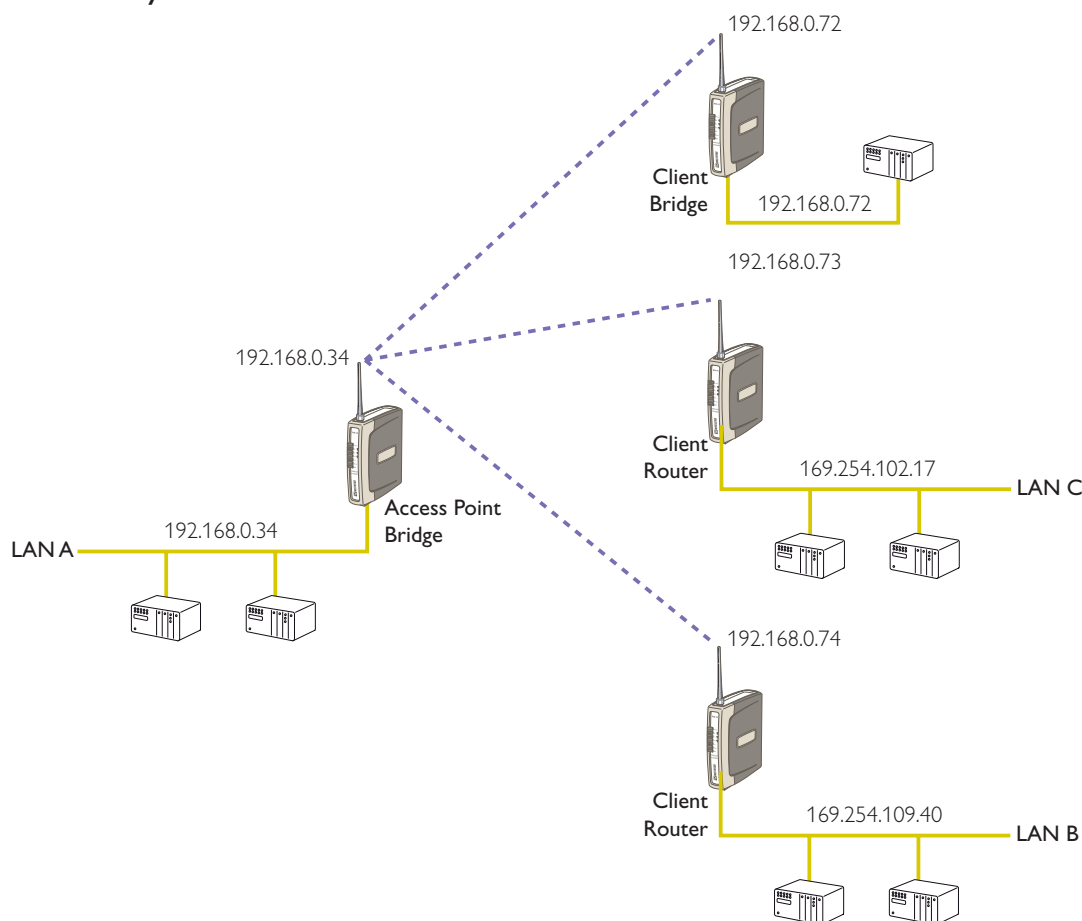 192.168.0.72
Client
Bridge
192.168.0.72
192.168.0.73
192.168.0.34
Client
Router
169.254.102.17
LAN C
Access Point
Bridge
192.168.0.34
LAN A
192.168.0.74
Client
Router
169.254.109.40
LAN B